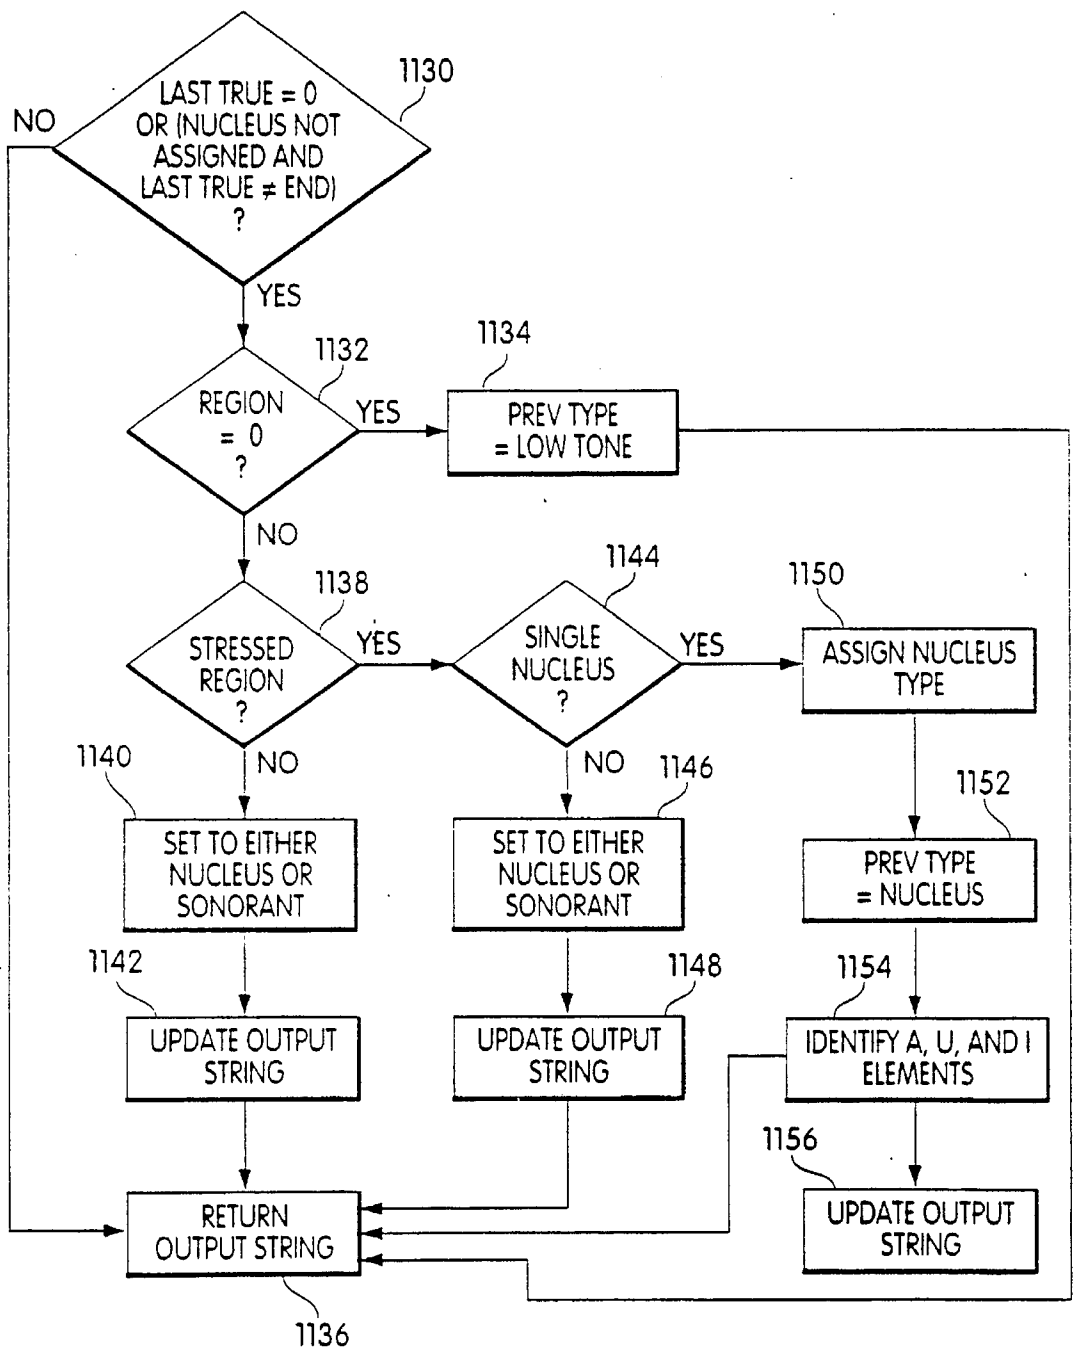 1130
LAST TRUE = 0
OR (NUCLEUS NOT
ASSIGNED AND
LAST TRUE ≠ END)
?
NO
YES
1132
REGION
= 0
?
YES
1134
PREV TYPE
= LOW TONE
NO
1138
STRESSED
REGION
?
YES
1144
SINGLE
NUCLEUS
?
YES
1150
ASSIGN NUCLEUS
TYPE
NO
1140
SET TO EITHER
NUCLEUS OR
SONORANT
NO
1146
SET TO EITHER
NUCLEUS OR
SONORANT
1152
PREV TYPE
= NUCLEUS
1142
UPDATE OUTPUT
STRING
1148
UPDATE OUTPUT
STRING
1154
IDENTIFY A, U, AND I
ELEMENTS
1156
UPDATE OUTPUT
STRING
RETURN
OUTPUT STRING
1136